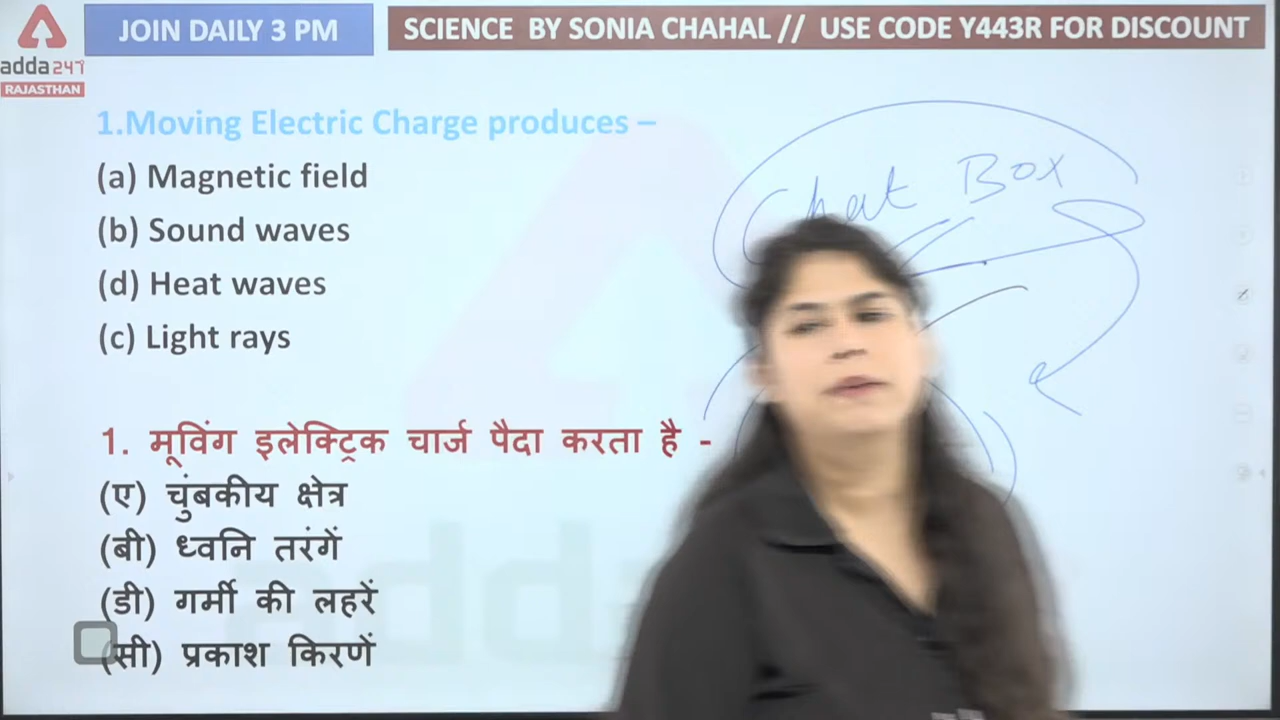 JOIN DAILY 3 PM
SCIENCE BY SONIA CHAHAL // USE CODE Y443R FOR DISCOUNT
adda247
RAJASTHAN
1.Moving Electric Charge produces –
(a) Magnetic field
(b) Sound waves
(d) Heat waves
(c) Light rays
Chat Box
1. मूविंग इलेक्ट्रिक चार्ज पैदा करता है -
(ए) चुंबकीय क्षेत्र
(बी) ध्वनि तरंगें
(डी) गर्मी की लहरें
(सी) प्रकाश किरणें
adda